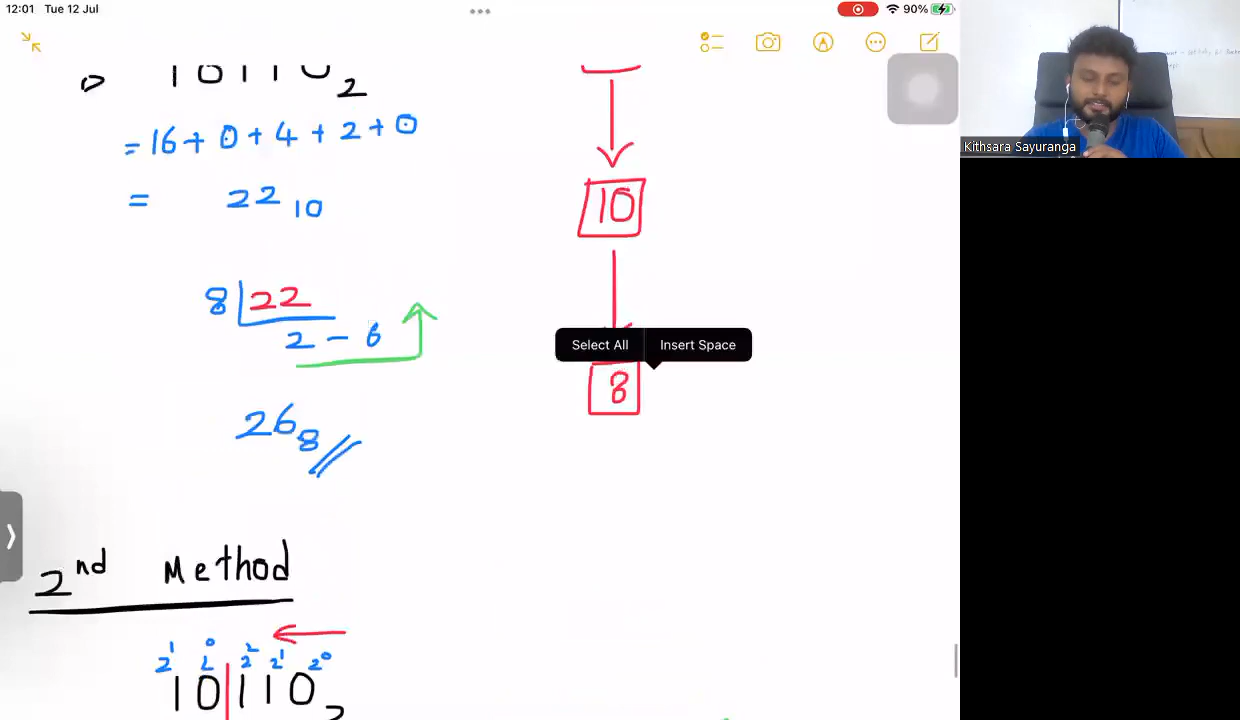 12:01 Tue 12 Jul
90%
10110₂
= 16 + 0 + 4 + 2 + 0
= 22₁₀
8 22
2 - 6
26₈
10
8
Select All Insert Space
Kithsara Sayuranga
2nd Method
2¹ 2⁰ 2² 2¹ 2⁰
10|110₂